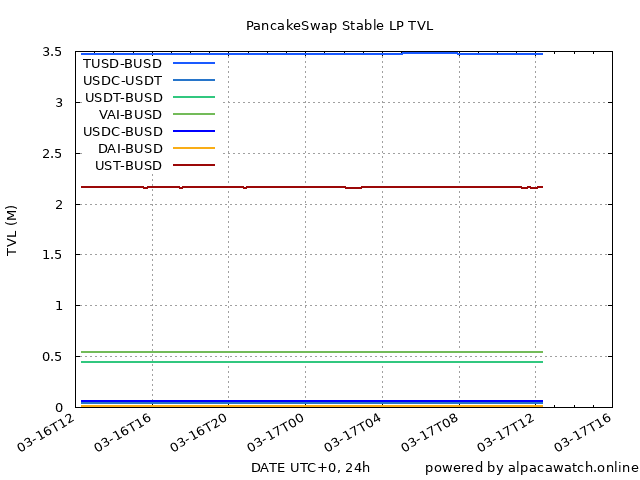 PancakeSwap Stable LP TVL
3.5
3
2.5
2
1.5
1
0.5
0
TVL (M)
TUSD-BUSD
USDC-USDT
USDT-BUSD
VAI-BUSD
USDC-BUSD
DAI-BUSD
UST-BUSD
03-16T12
03-16T16
03-16T20
03-17T00
03-17T04
03-17T08
03-17T12
03-17T16
DATE UTC+0, 24h
powered by alpacawatch.online